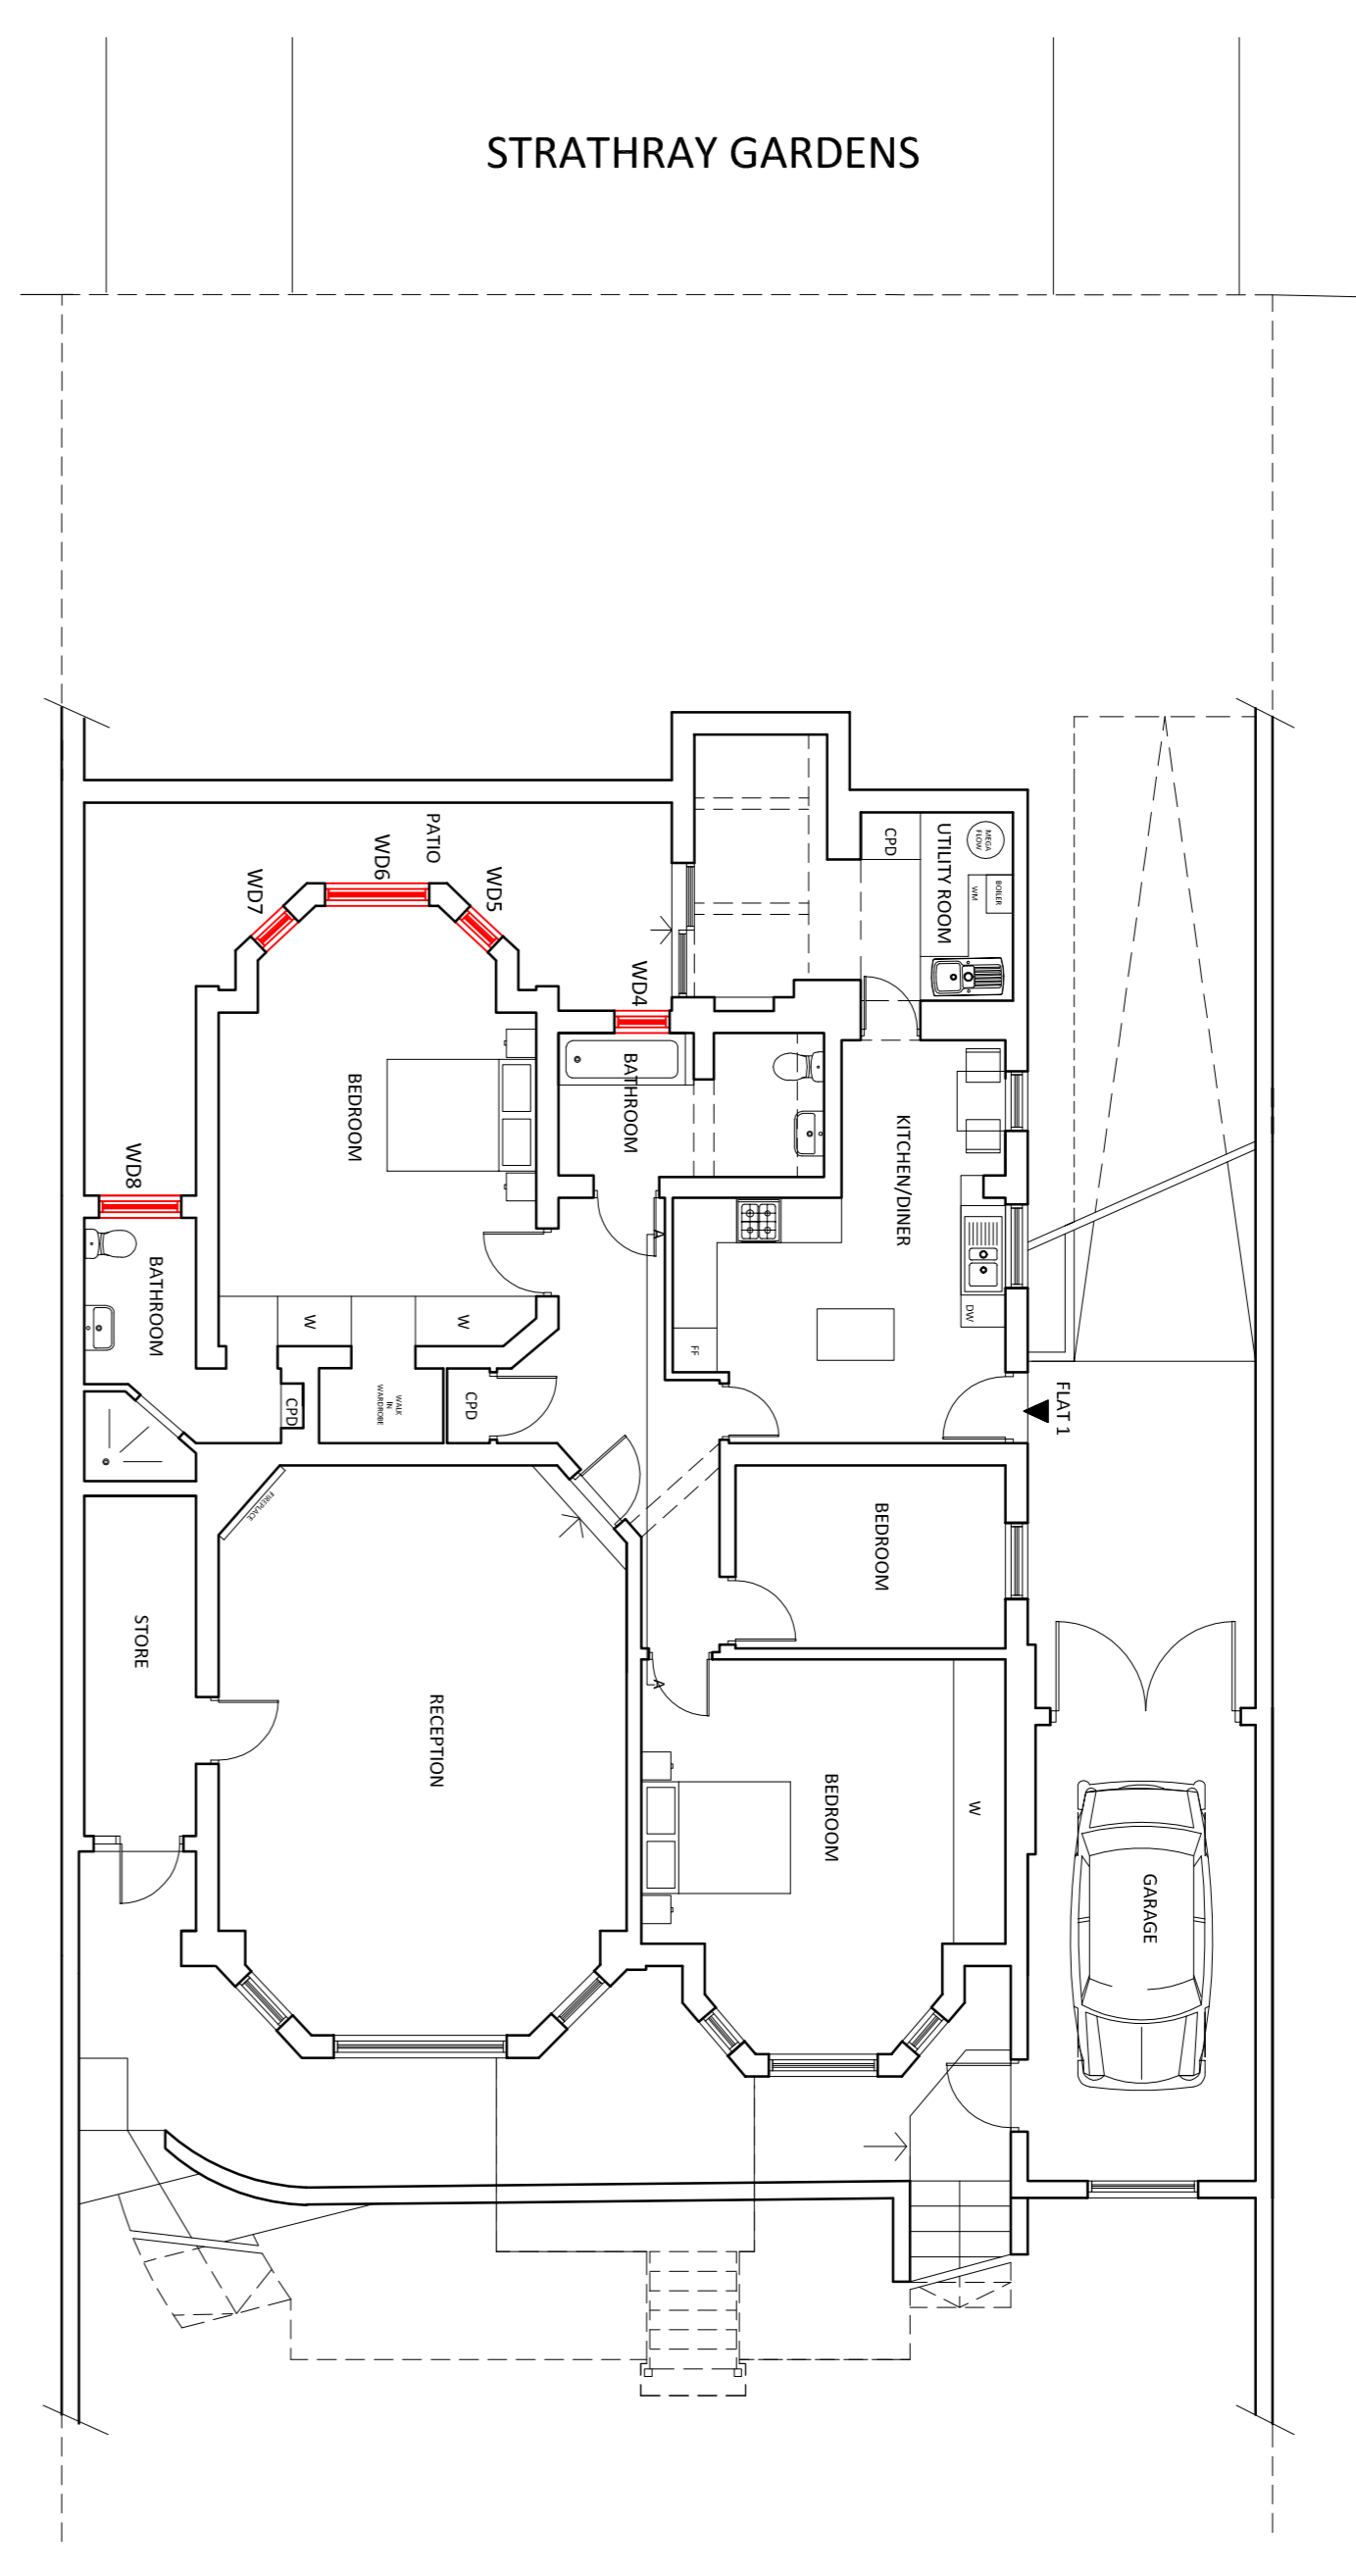 STRATHRAY GARDENS
PATIO
WD6
WD7
WD5
WD4
CPD
UTILITY ROOM
MEGA
FLOW
BOILER
WM
BEDROOM
BATHROOM
KITCHEN/DINER
WD8
BATHROOM
A
W
W
DW
FF
WALK
IN
WARDROBE
CPD
CPD
FLAT 1
FIREPLACE
BEDROOM
STORE
RECEPTION
A
BEDROOM
W
GARAGE